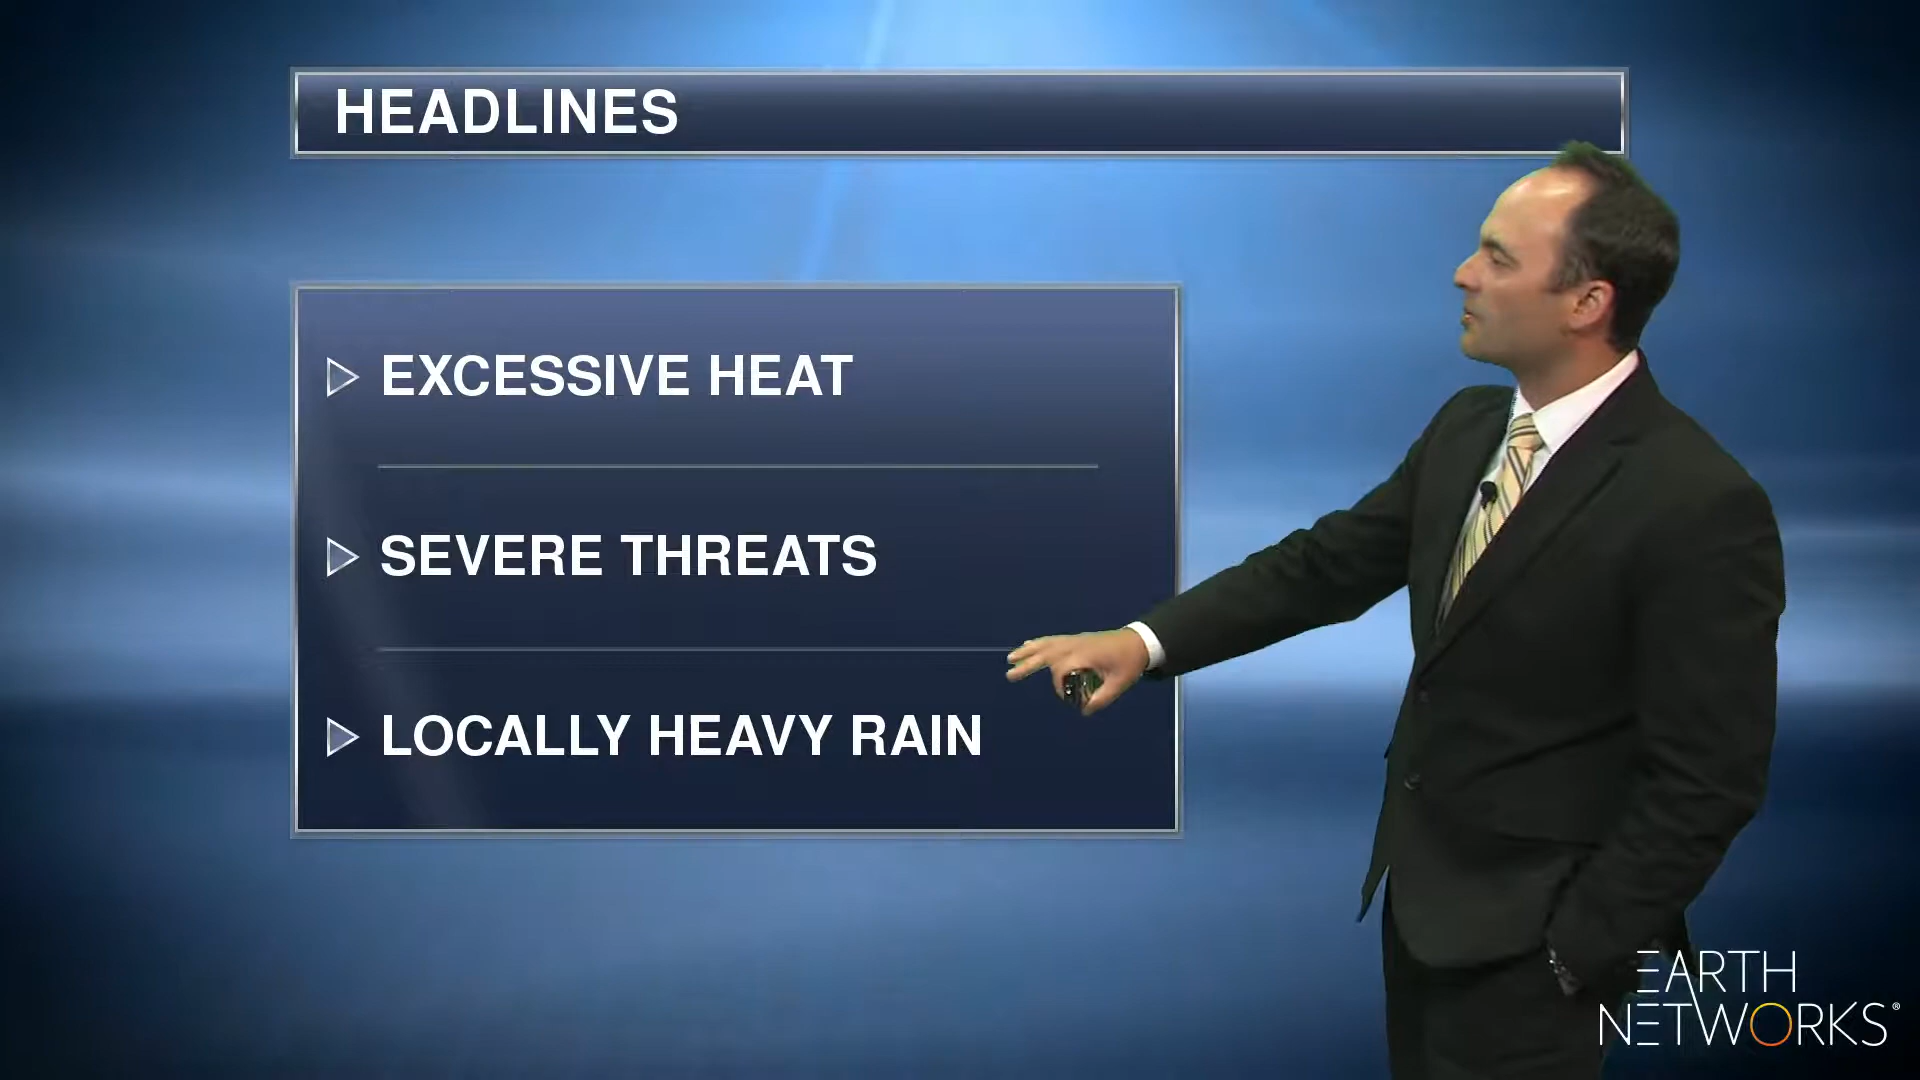 HEADLINES
EXCESSIVE HEAT
SEVERE THREATS
LOCALLY HEAVY RAIN
EARTH
NETWORKS®